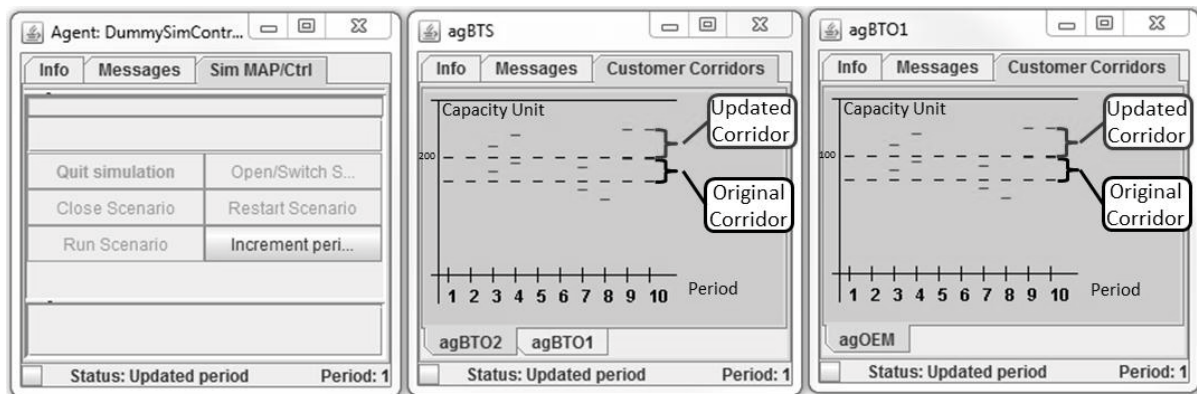 Agent: DummySimContr...
Info Messages Sim MAP/Ctrl
Quit simulation Open/Switch S...
Close Scenario Restart Scenario
Run Scenario Increment peri...
Status: Updated period Period: 1
agBTS
Info Messages Customer Corridors
Capacity Unit
Updated
Corridor
200
Original
Corridor
1 2 3 4 5 6 7 8 9 10 Period
agBTO2 agBTO1
Status: Updated period Period: 1
agBTO1
Info Messages Customer Corridors
Capacity Unit
Updated
Corridor
100
Original
Corridor
1 2 3 4 5 6 7 8 9 10 Period
agOEM
Status: Updated period Period: 1